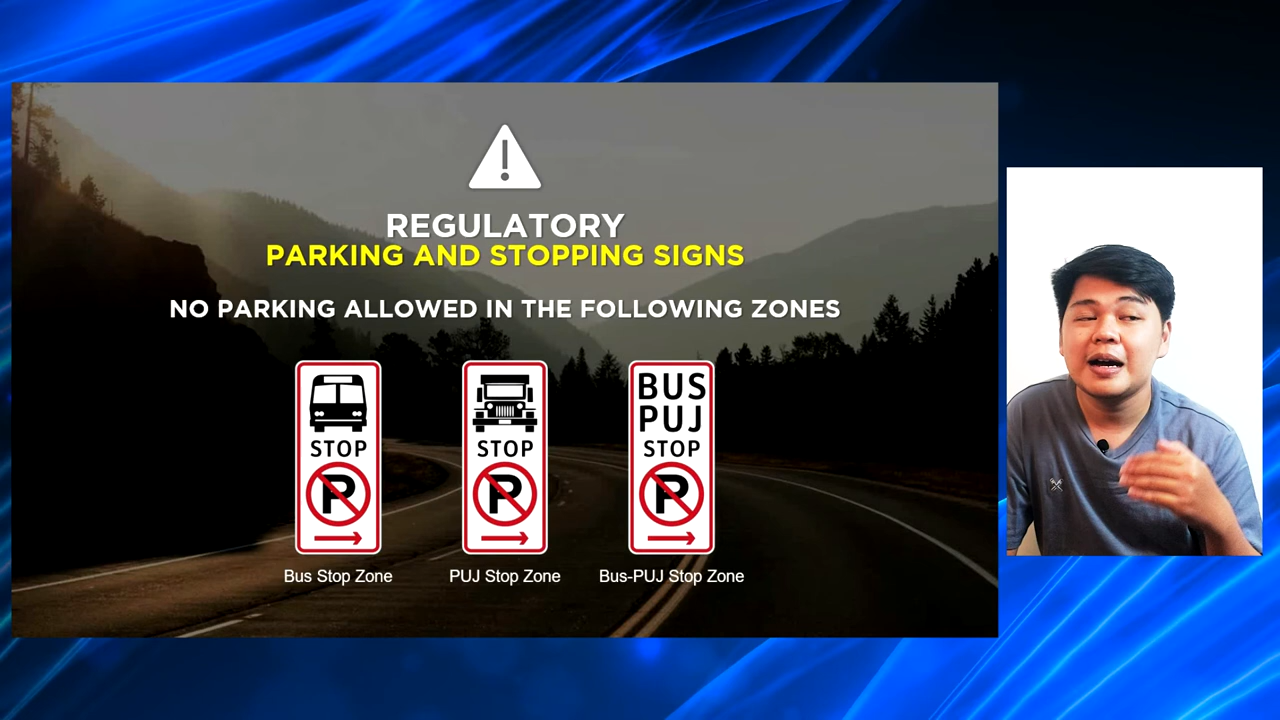 REGULATORY
PARKING AND STOPPING SIGNS
NO PARKING ALLOWED IN THE FOLLOWING ZONES
STOP
P
Bus Stop Zone
STOP
P
PUJ Stop Zone
BUS
PUJ
STOP
P
Bus-PUJ Stop Zone